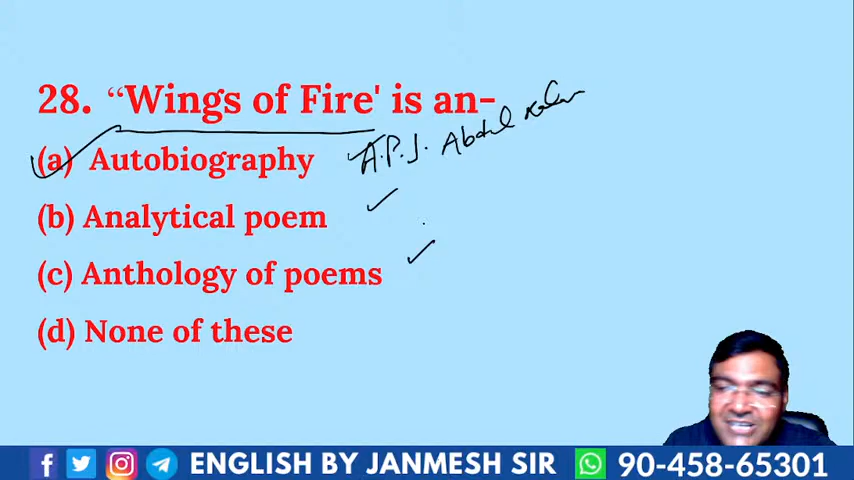 28. “Wings of Fire' is an-
(a) Autobiography A.P.J. Abdul Kalam
(b) Analytical poem
(c) Anthology of poems
(d) None of these
ENGLISH BY JANMESH SIR 90-458-65301